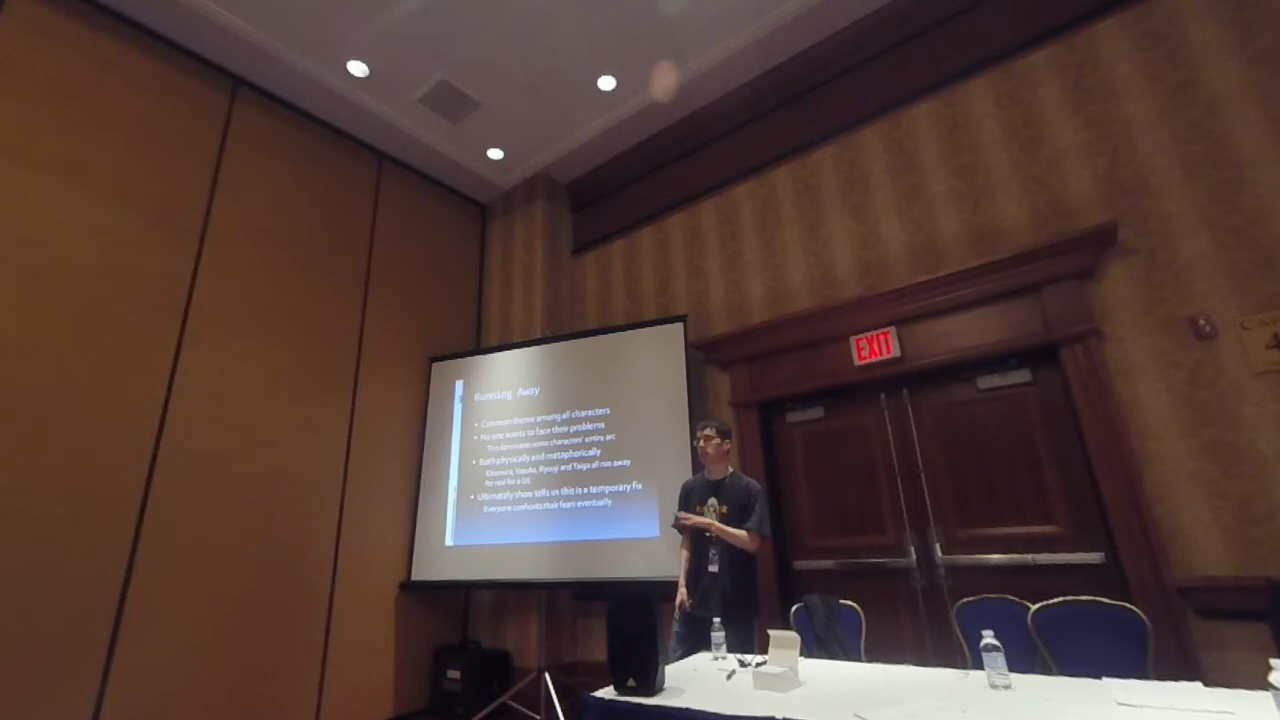 Running Away
• Common theme among all characters
• No one wants to face their problems
This dominates some characters' entire arc
• Both physically and metaphorically
Kitamura, Yasuko, Ryuuji and Taiga all run away
for real for a bit
• Ultimately show tells us this is a temporary fix
Everyone confronts their fears eventually
EXIT